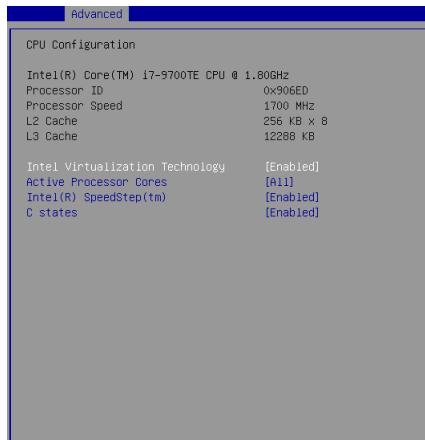 Advanced
CPU Configuration
Intel(R) Core(TM) i7-9700TE CPU @ 1.80GHz
Processor ID 0x906ED
Processor Speed 1700 MHz
L2 Cache 256 KB x 8
L3 Cache 12288 KB
Intel Virtualization Technology [Enabled]
Active Processor Cores [All]
Intel(R) SpeedStep(tm) [Enabled]
C states [Enabled]